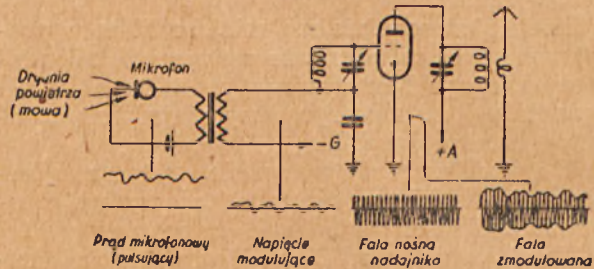 Mikrofon
Drgania
powietrza
(mowa)
-G
+A
Prąd mikrofonowy
(pulsujący)
Napięcie
modulujące
Fala nośna
nadajnika
Fala
zmodulowana